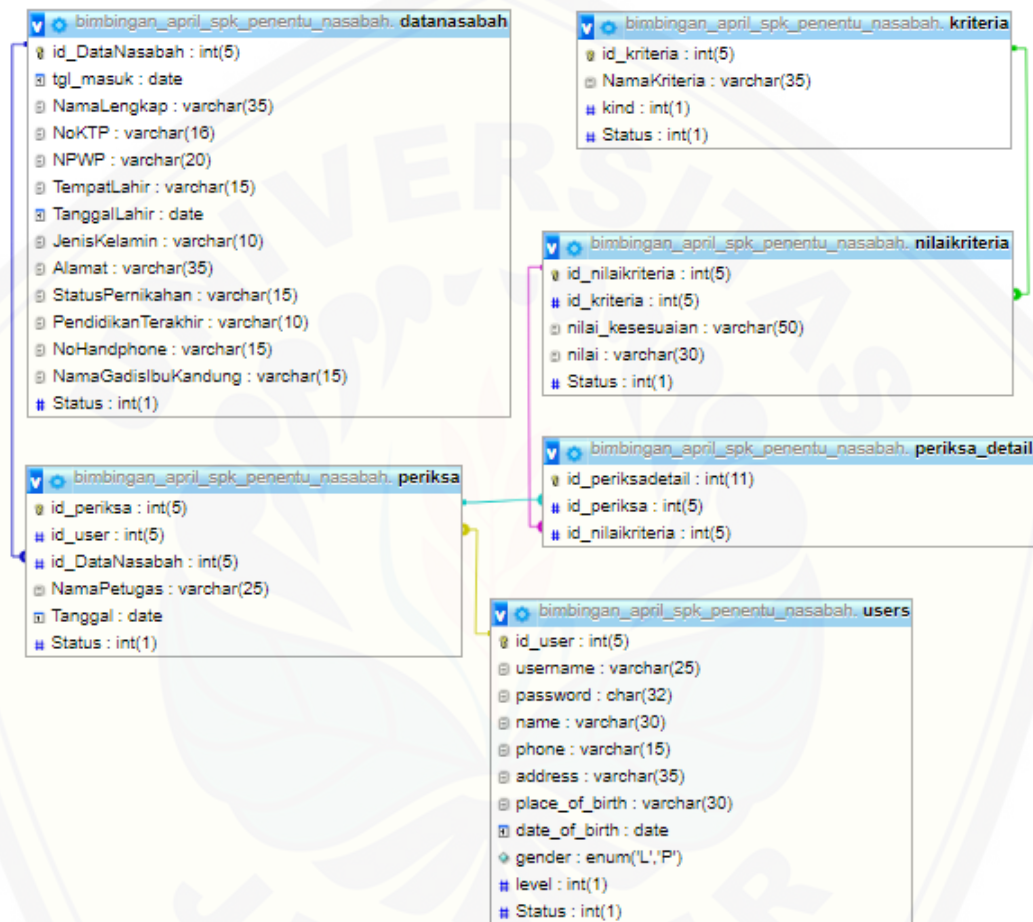 bimbingan_april_spk_penentu_nasabah. datanasabah
id_DataNasabah : int(5)
tgl_masuk : date
NamaLengkap : varchar(35)
NoKTP : varchar(16)
NPWP : varchar(20)
TempatLahir : varchar(15)
TanggalLahir : date
JenisKelamin : varchar(10)
Alamat : varchar(35)
StatusPernikahan : varchar(15)
PendidikanTerakhir : varchar(10)
NoHandphone : varchar(15)
NamaGadisIbuKandung : varchar(15)
# Status : int(1)
bimbingan_april_spk_penentu_nasabah. kriteria
id_kriteria : int(5)
NamaKriteria : varchar(35)
# kind : int(1)
# Status : int(1)
bimbingan_april_spk_penentu_nasabah. nilaikriteria
id_nilaikriteria : int(5)
# id_kriteria : int(5)
nilai_kesesuaian : varchar(50)
nilai : varchar(30)
# Status : int(1)
bimbingan_april_spk_penentu_nasabah. periksa_detail
id_periksadetail : int(11)
# id_periksa : int(5)
# id_nilaikriteria : int(5)
bimbingan_april_spk_penentu_nasabah. periksa
id_periksa : int(5)
# id_user : int(5)
# id_DataNasabah : int(5)
NamaPetugas : varchar(25)
Tanggal : date
# Status : int(1)
bimbingan_april_spk_penentu_nasabah. users
id_user : int(5)
username : varchar(25)
password : char(32)
name : varchar(30)
phone : varchar(15)
address : varchar(35)
place_of_birth : varchar(30)
date_of_birth : date
gender : enum('L','P')
# level : int(1)
# Status : int(1)
UNIVERSITAS